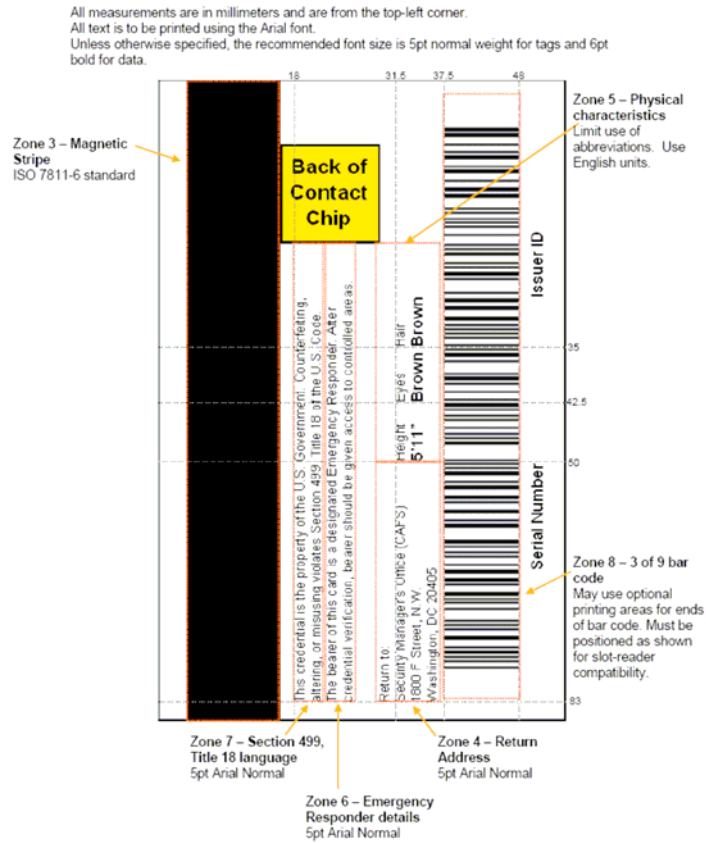 All measurements are in millimeters and are from the top-left corner.
All text is to be printed using the Arial font.
Unless otherwise specified, the recommended font size is 5pt normal weight for tags and 6pt
bold for data.
18
31.5
37.5
48
Zone 3 – Magnetic
Stripe
ISO 7811-6 standard
Back of
Contact
Chip
Zone 5 – Physical
characteristics
Limit use of
abbreviations. Use
English units.
This credential is the property of the U.S. Government. Counterfeiting,
altering, or misusing violates Section 499, Title 18 of the U.S. Code.
The bearer of this card is a designated Emergency Responder. After
credential verification, bearer should be given access to controlled areas.
Height Eyes Hair
5'11" Brown Brown
Return to:
Security Manager's Office (CAFS)
1800 F Street, N.W.
Washington, DC 20405
Issuer ID
Serial Number
35
42.5
50
83
Zone 8 – 3 of 9 bar
code
May use optional
printing areas for ends
of bar code. Must be
positioned as shown
for slot-reader
compatibility.
Zone 7 – Section 499,
Title 18 language
5pt Arial Normal
Zone 4 – Return
Address
5pt Arial Normal
Zone 6 – Emergency
Responder details
5pt Arial Normal